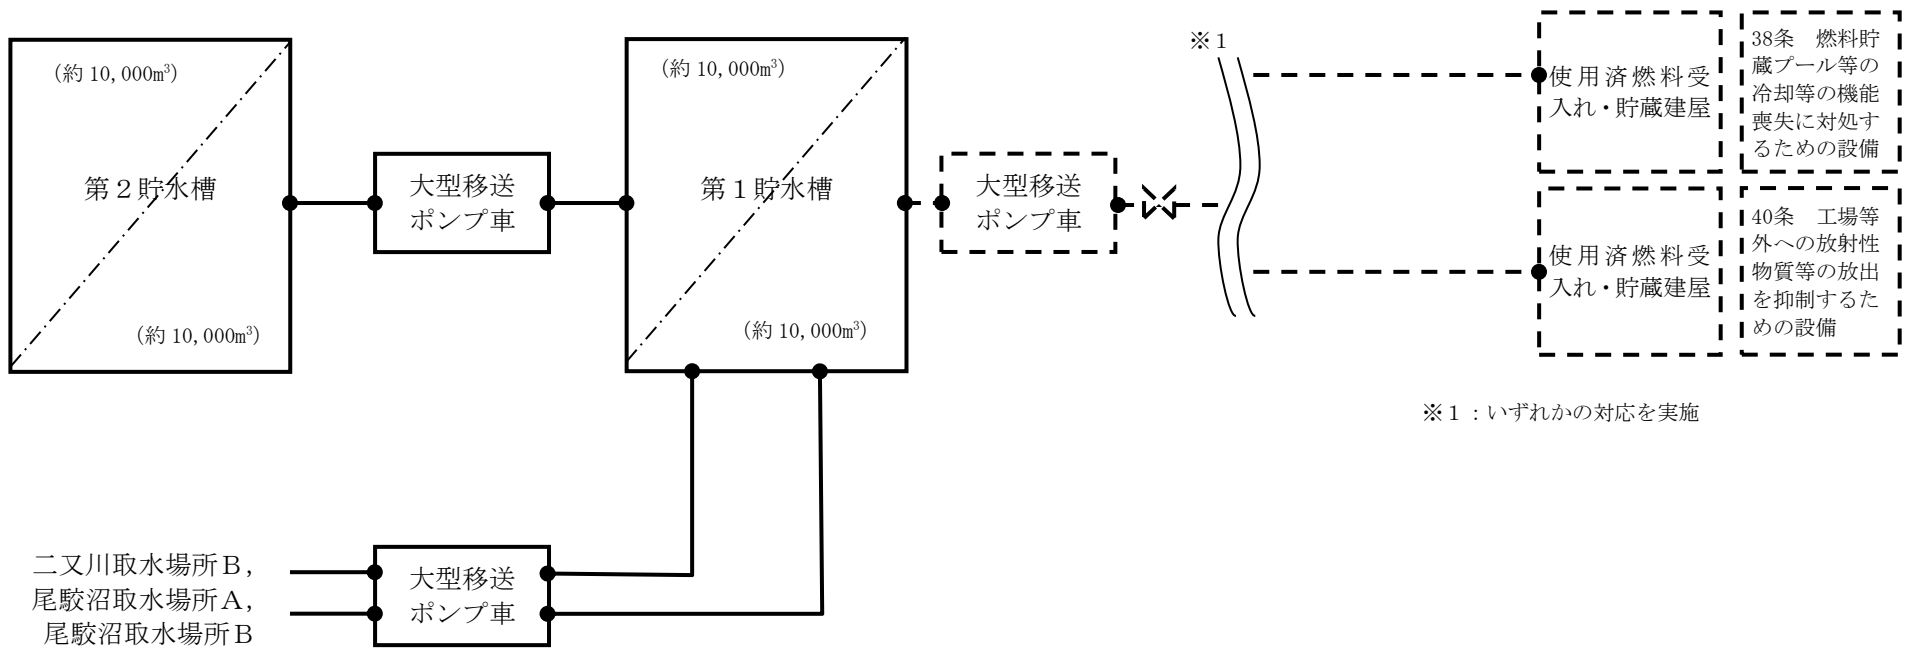 (約 10,000m³)
第２貯水槽
(約 10,000m³)
大型移送
ポンプ車
(約 10,000m³)
第１貯水槽
(約 10,000m³)
大型移送
ポンプ車
※１
使用済燃料受
入れ・貯蔵建屋
38条　燃料貯
蔵プール等の
冷却等の機能
喪失に対処す
るための設備
使用済燃料受
入れ・貯蔵建屋
40条　工場等
外への放射性
物質等の放出
を抑制するた
めの設備
※１：いずれかの対応を実施
二又川取水場所Ｂ，
尾駮沼取水場所Ａ，
尾駮沼取水場所Ｂ
大型移送
ポンプ車